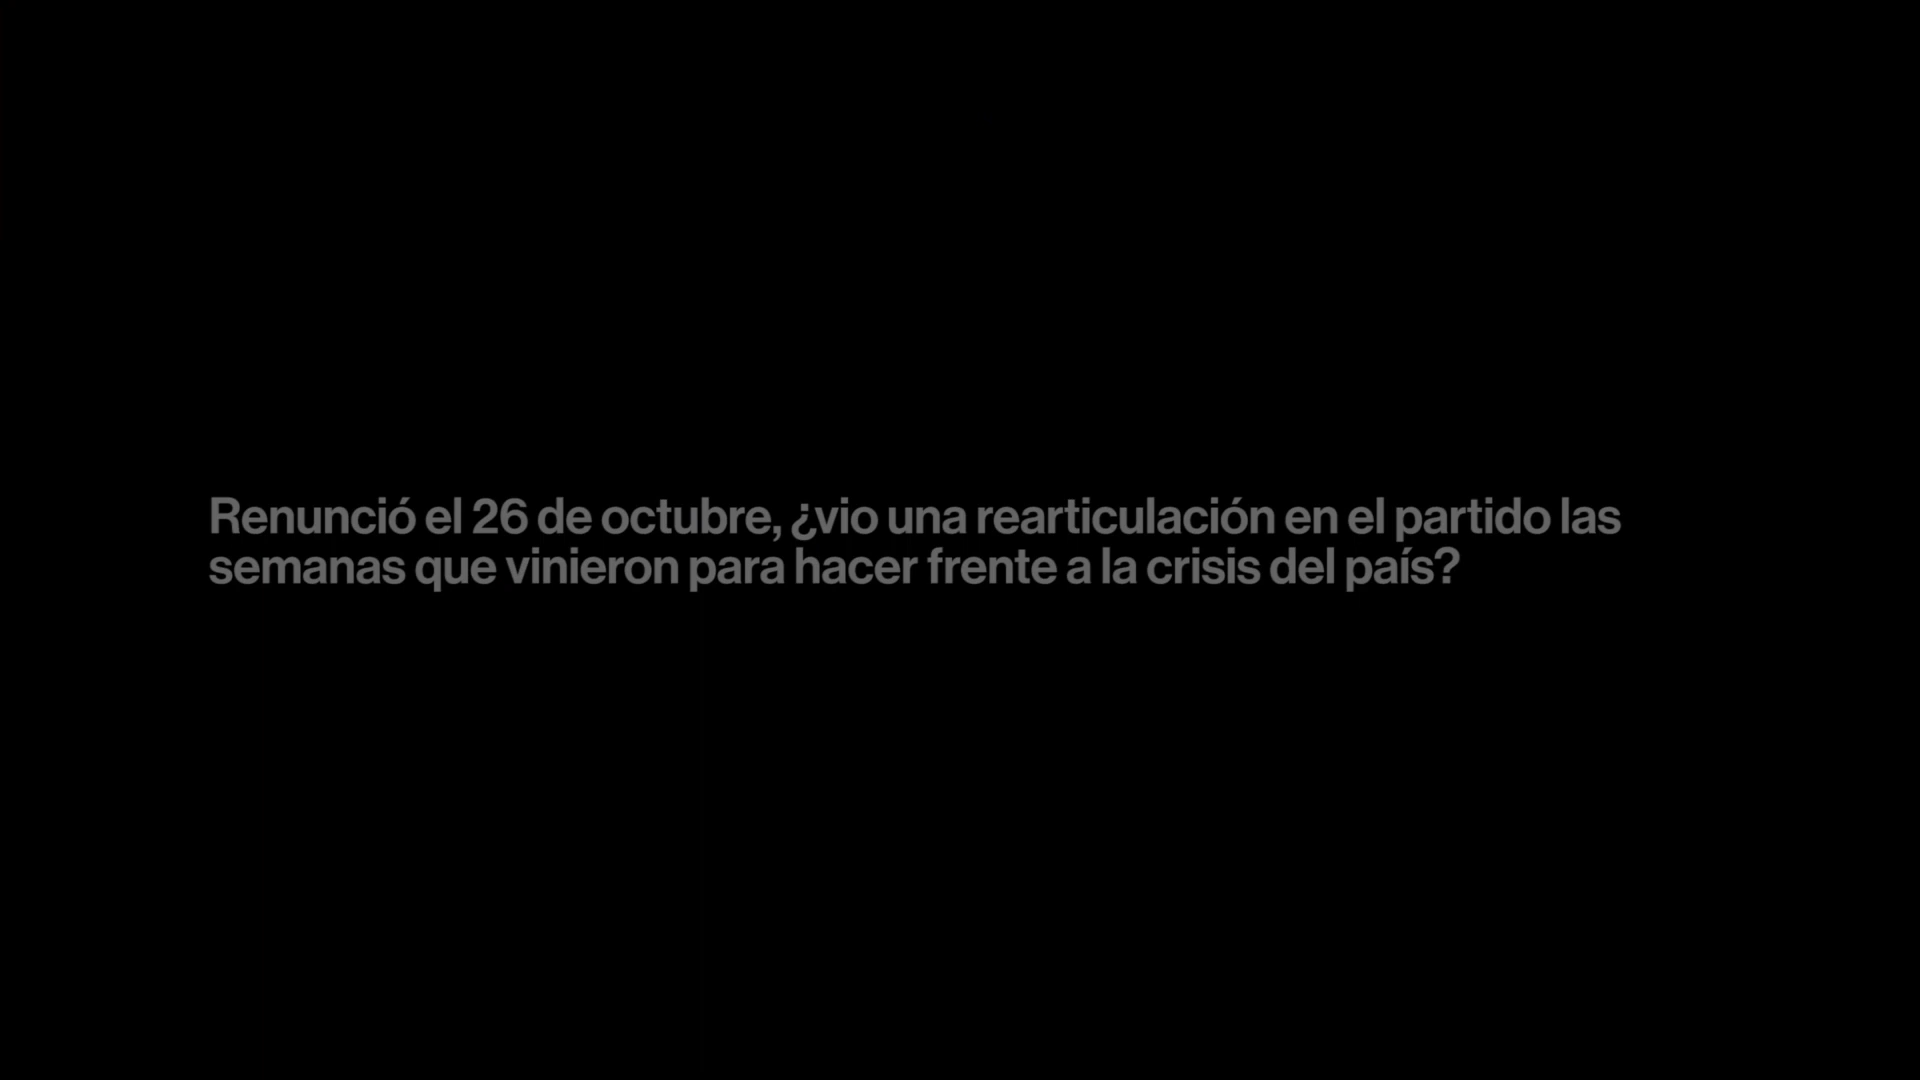 Renunció el 26 de octubre, ¿vio una rearticulación en el partido las
semanas que vinieron para hacer frente a la crisis del país?